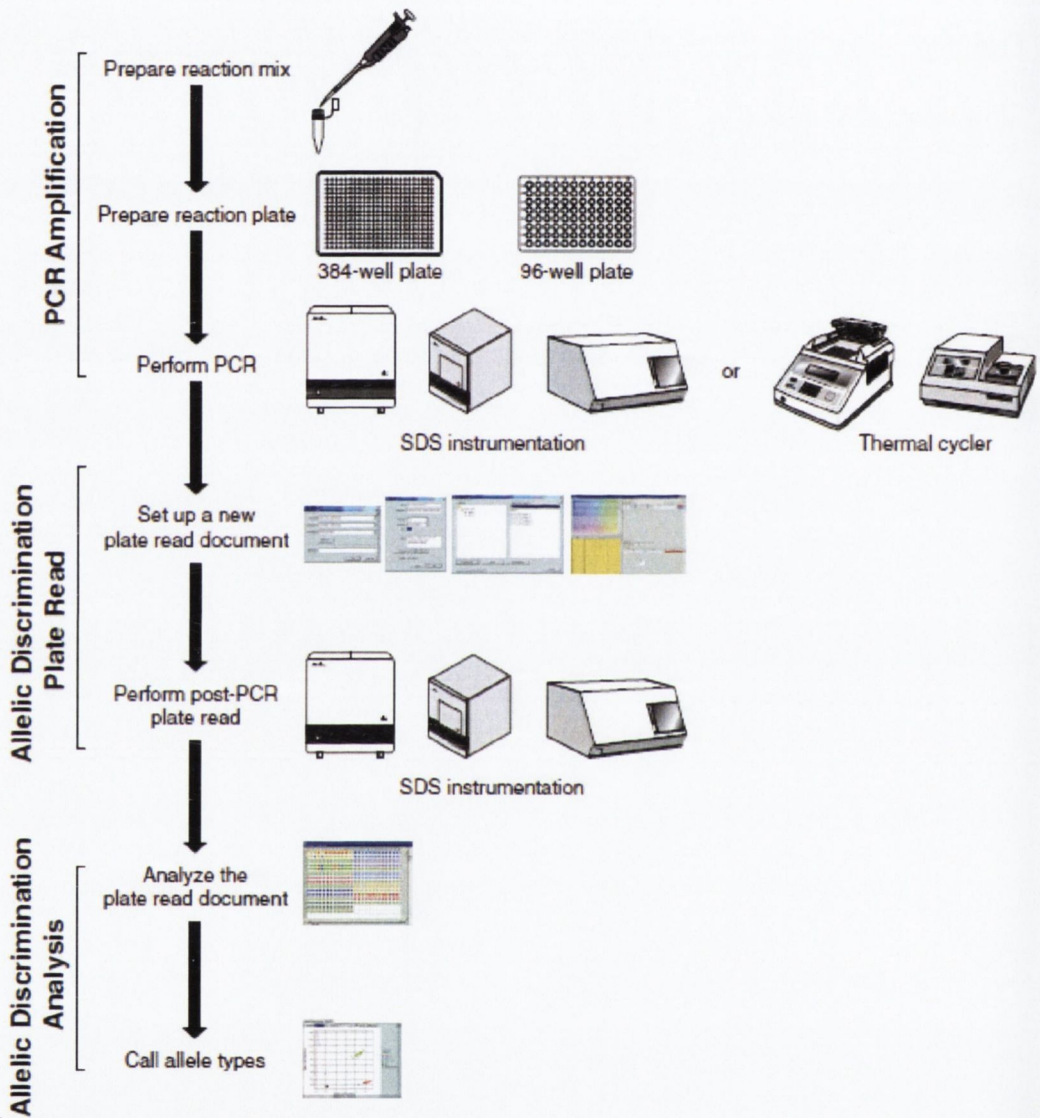 PCR Amplification
Prepare reaction mix
Prepare reaction plate
384-well plate
96-well plate
Perform PCR
or
SDS instrumentation
Thermal cycler
Allelic Discrimination
Plate Read
Set up a new
plate read document
Perform post-PCR
plate read
SDS instrumentation
Allelic Discrimination
Analysis
Analyze the
plate read document
Call allele types